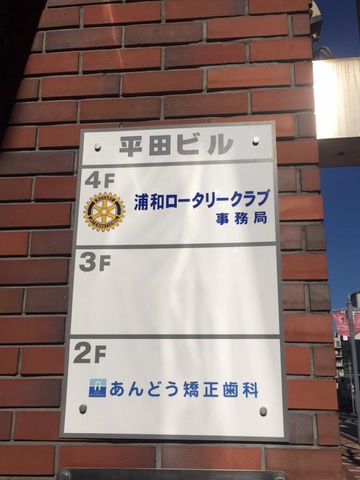 平田ビル
4F
浦和ロータリークラブ
事務局
3F
2F
あんどう矯正歯科